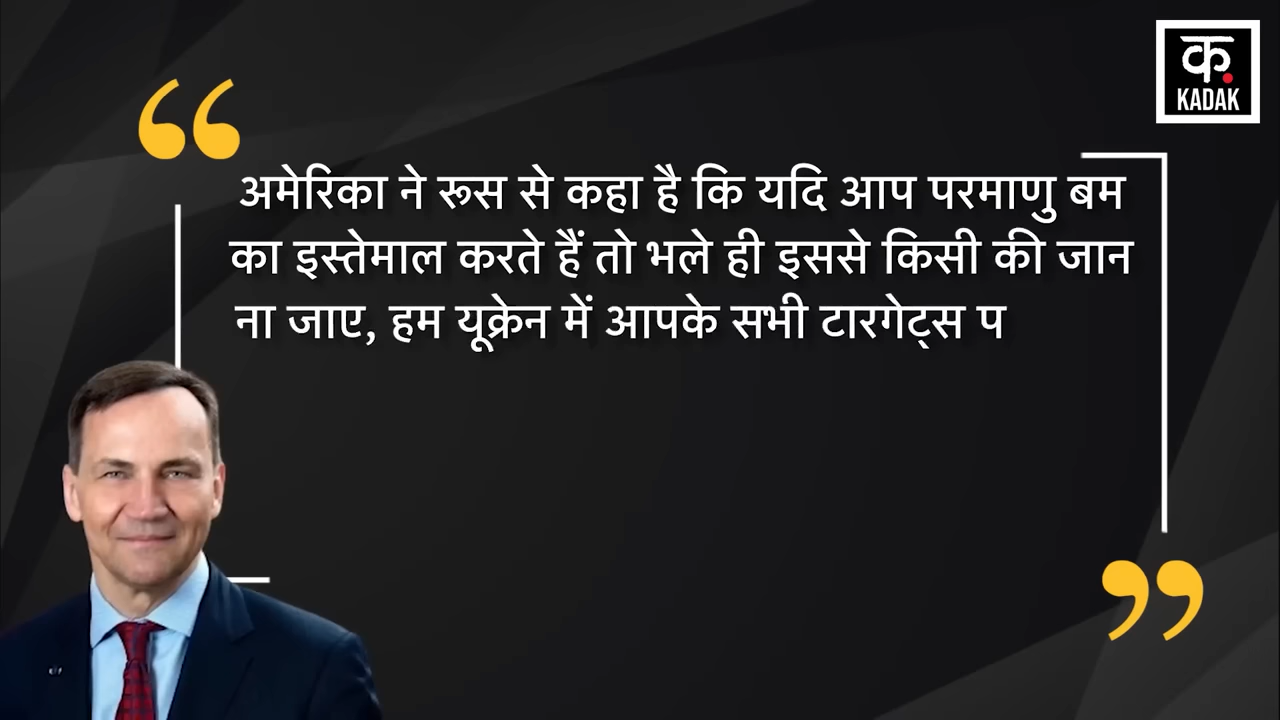 क
KADAK
अमेरिका ने रूस से कहा है कि यदि आप परमाणु बम
का इस्तेमाल करते हैं तो भले ही इससे किसी की जान
ना जाए, हम यूक्रेन में आपके सभी टारगेट्स प